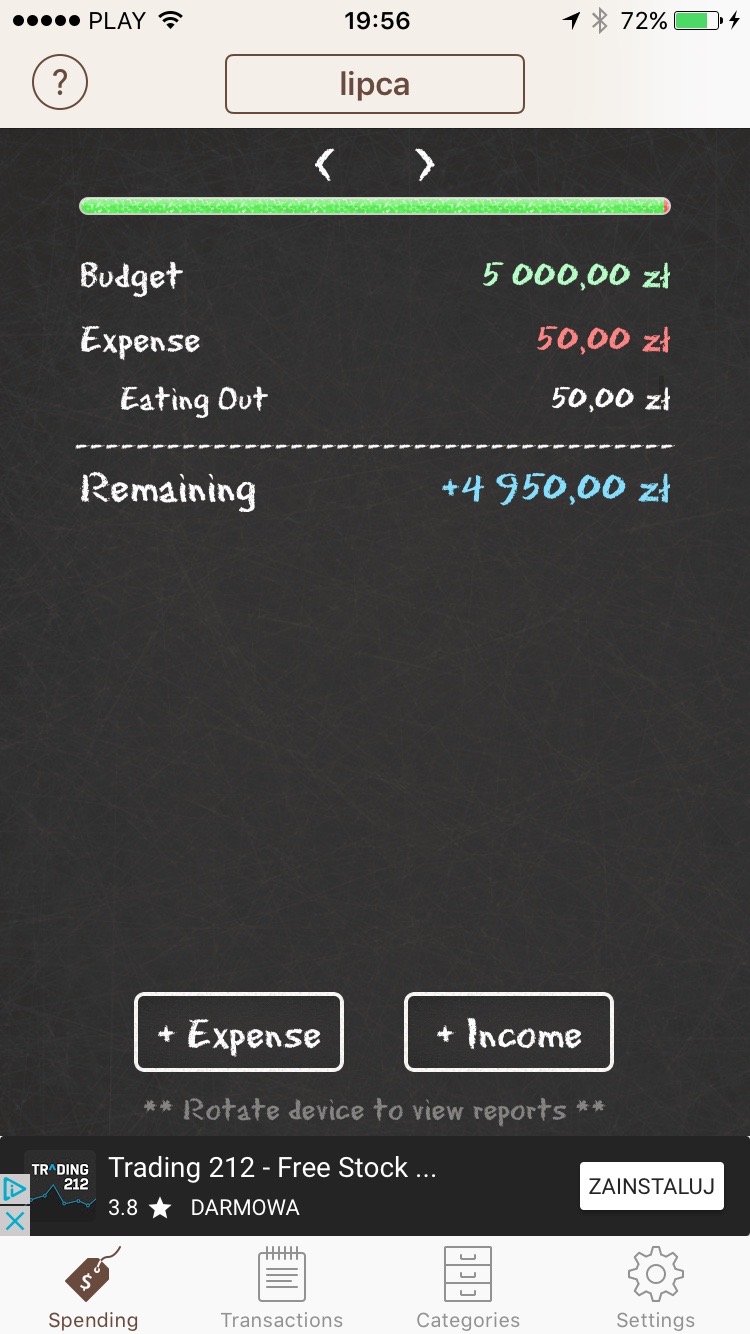 PLAY 19:56 72%
?
lipca
Budget 5 000,00 zł
Expense 50,00 zł
Eating Out 50,00 zł
Remaining +4 950,00 zł
+ Expense + Income
** Rotate device to view reports **
TRADING 212
Trading 212 - Free Stock ...
3.8 ★ DARMOWA
ZAINSTALUJ
Spending Transactions Categories Settings